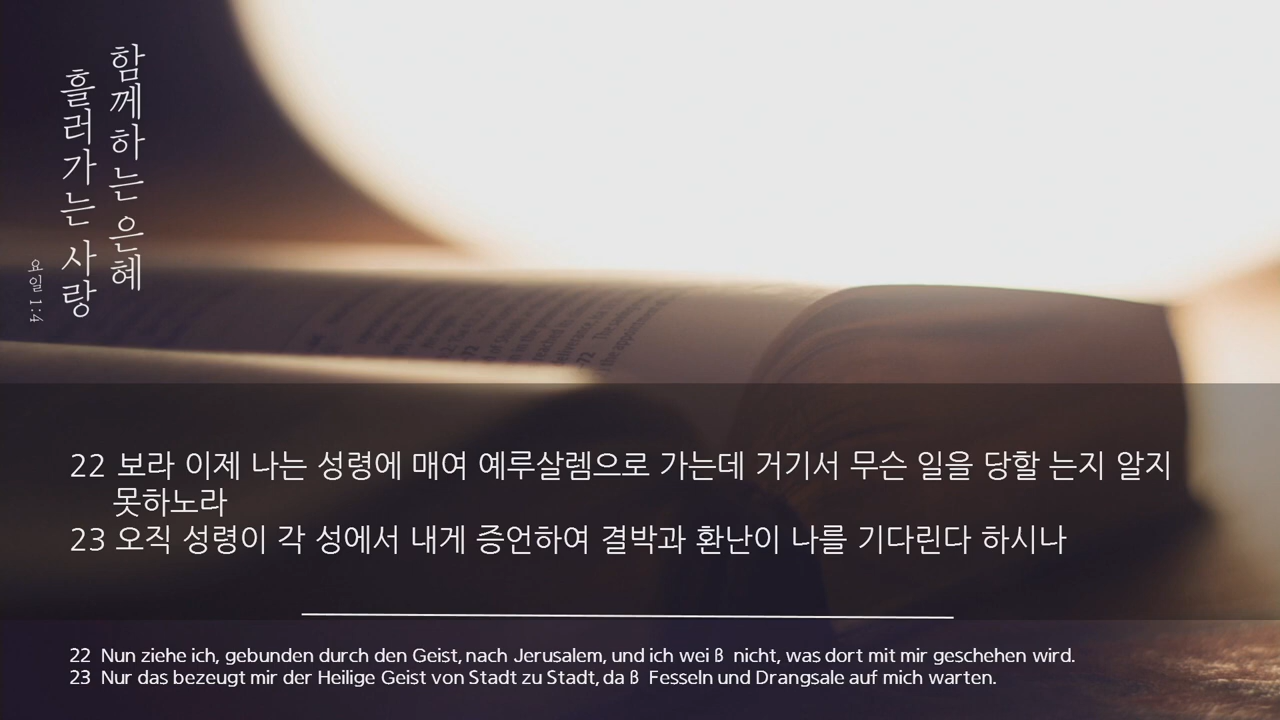 함께하는 은혜
흘러가는 사랑
요일 1:4
22 보라 이제 나는 성령에 매여 예루살렘으로 가는데 거기서 무슨 일을 당할 는지 알지
못하노라
23 오직 성령이 각 성에서 내게 증언하여 결박과 환난이 나를 기다린다 하시나
22 Nun ziehe ich, gebunden durch den Geist, nach Jerusalem, und ich wei ß nicht, was dort mit mir geschehen wird.
23 Nur das bezeugt mir der Heilige Geist von Stadt zu Stadt, da ß Fesseln und Drangsale auf mich warten.